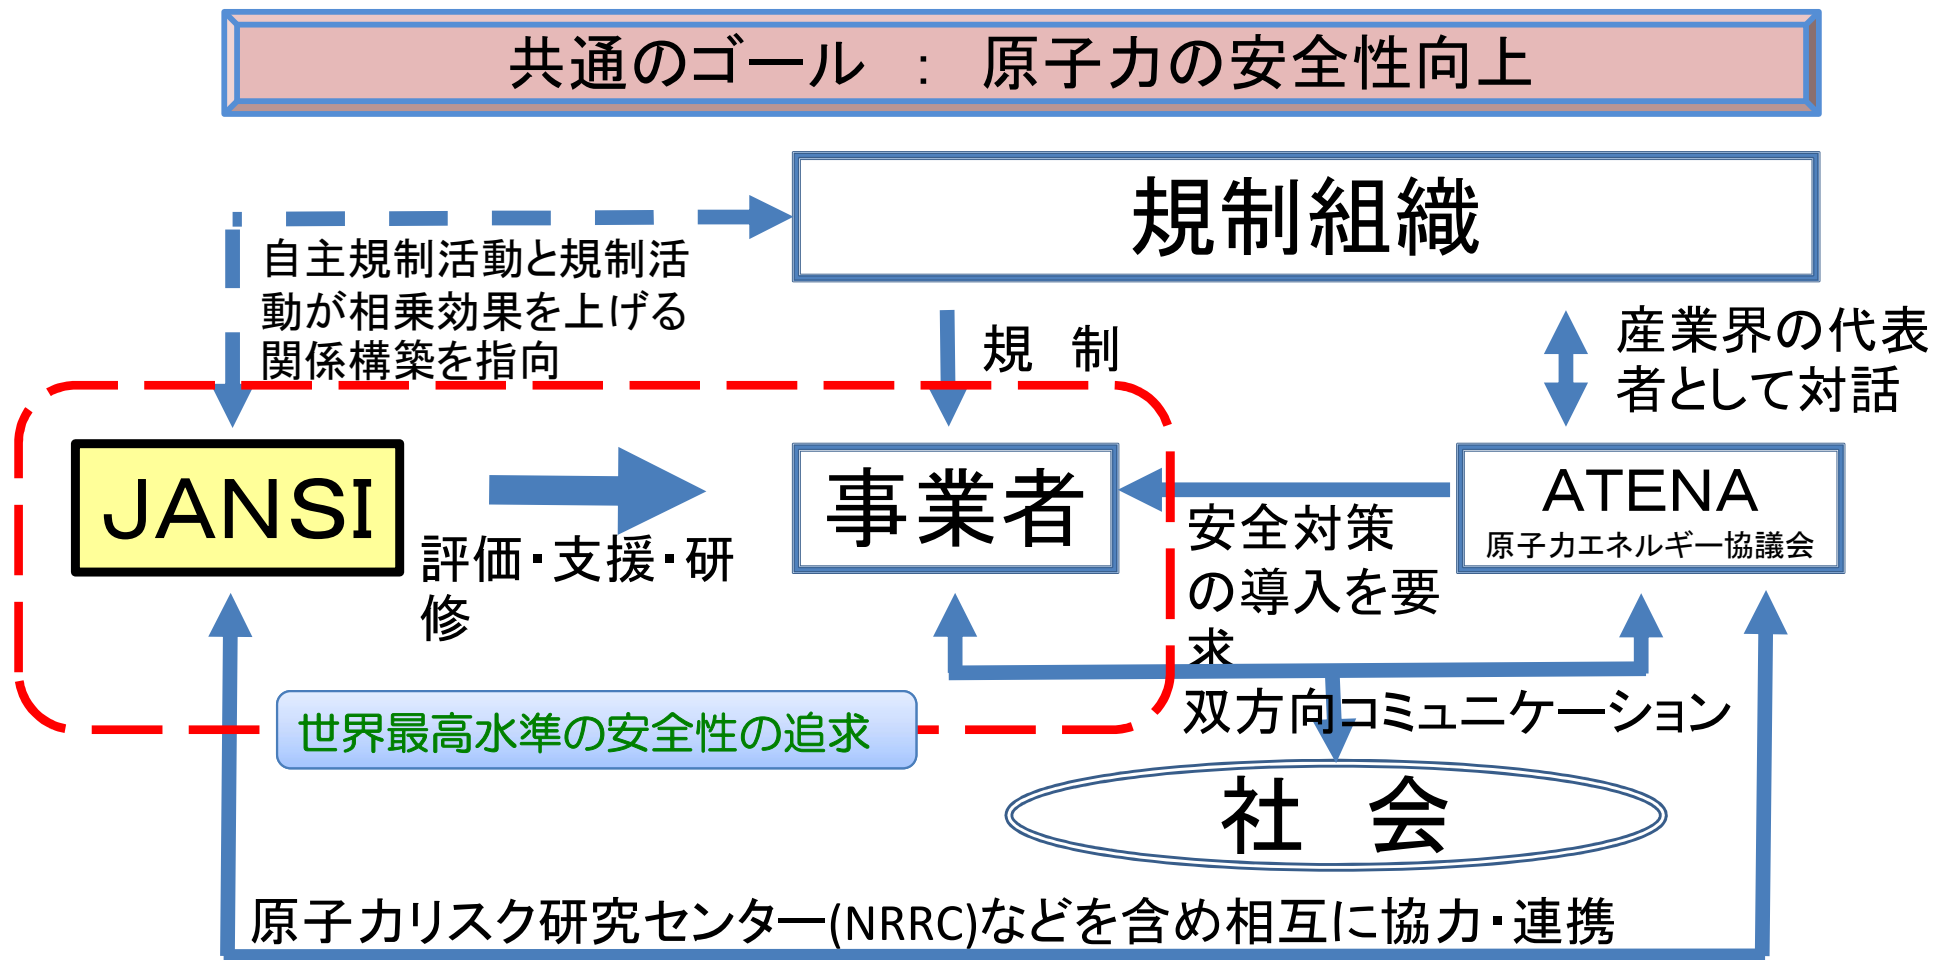 共通のゴール　：　原子力の安全性向上
規制組織
自主規制活動と規制活
動が相乗効果を上げる
関係構築を指向
規　制
産業界の代表
者として対話
JANSI
評価・支援・研
修
事業者
安全対策
の導入を要
求
ATENA
原子力エネルギー協議会
世界最高水準の安全性の追求
双方向コミュニケーション
社　会
原子力リスク研究センター(NRRC)などを含め相互に協力・連携